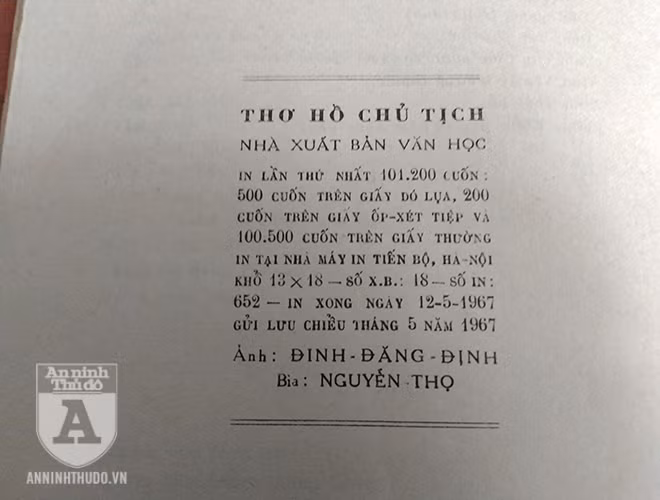 THƠ HỒ CHỦ TỊCH
NHÀ XUẤT BẢN VĂN HỌC
IN LẦN THỨ NHẤT 101.200 CUỐN:
500 CUỐN TRÊN GIẤY DÓ LỤA, 200
CUỐN TRÊN GIẤY ỐP-XÉT TIỆP VÀ
100.500 CUỐN TRÊN GIẤY THƯỜNG
IN TẠI NHÀ MÁY IN TIẾN BỘ, HÀ-NỘI
KHỔ 13 × 18 — SỐ X.B.: 18 — SỐ IN:
652 — IN XONG NGÀY 12-5-1967
GỬI LƯU CHIỀU THÁNG 5 NĂM 1967
Ảnh: ĐINH-ĐĂNG-ĐỊNH
Bìa: NGUYỄN THỌ
An ninh
Thủ đô
A
ANNINHTHUDO.VN